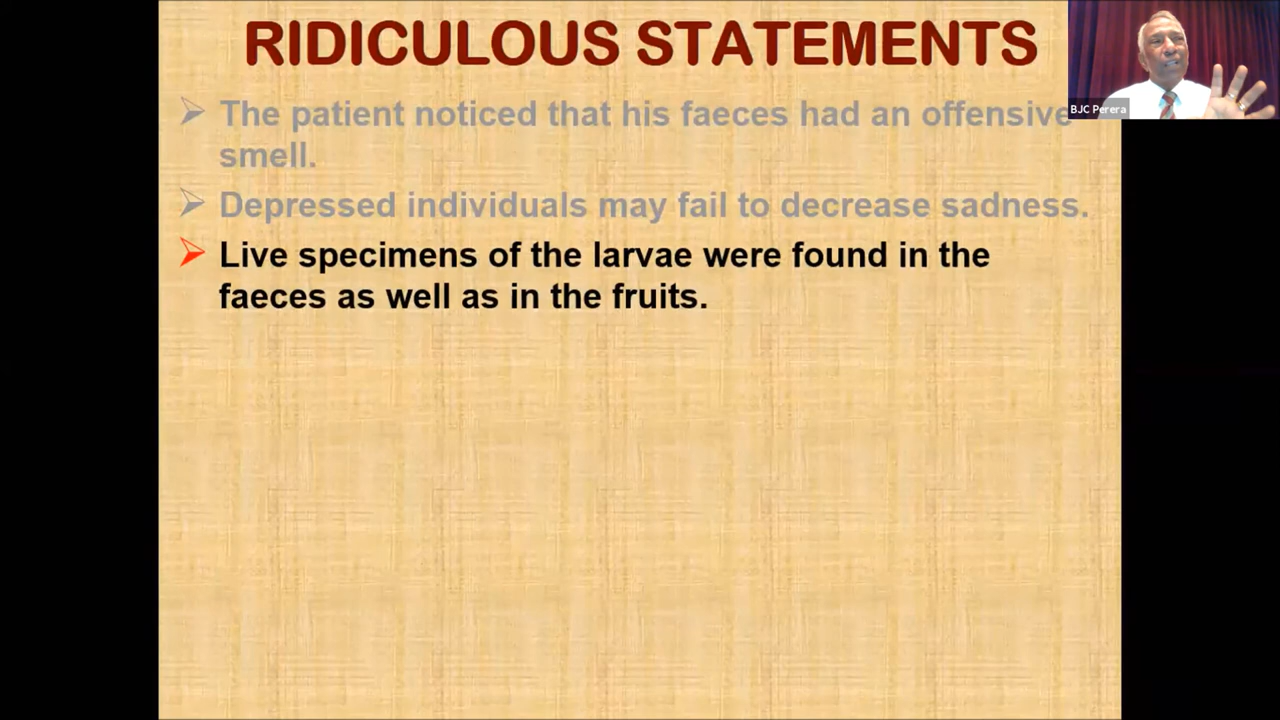 RIDICULOUS STATEMENTS
The patient noticed that his faeces had an offensive
smell.
Depressed individuals may fail to decrease sadness.
Live specimens of the larvae were found in the
faeces as well as in the fruits.
BJC Perera